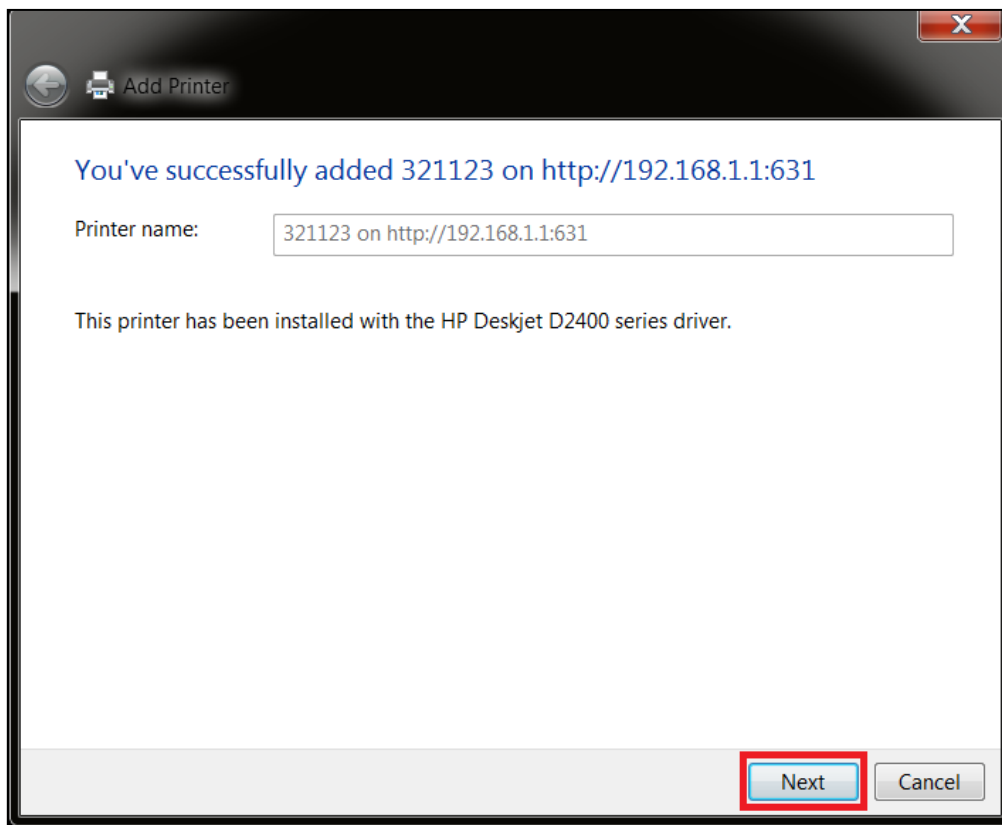 Add Printer
You've successfully added 321123 on http://192.168.1.1:631
Printer name:
321123 on http://192.168.1.1:631
This printer has been installed with the HP Deskjet D2400 series driver.
Next
Cancel